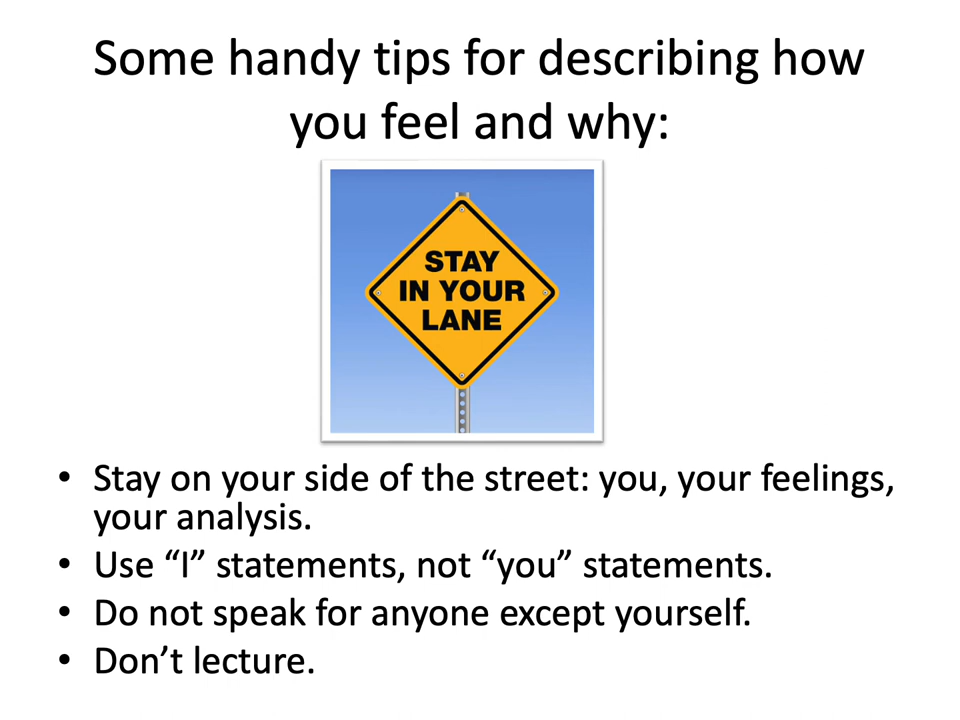 Some handy tips for describing how
you feel and why:
STAY
IN YOUR
LANE
• Stay on your side of the street: you, your feelings,
your analysis.
• Use “I” statements, not “you” statements.
• Do not speak for anyone except yourself.
• Don’t lecture.